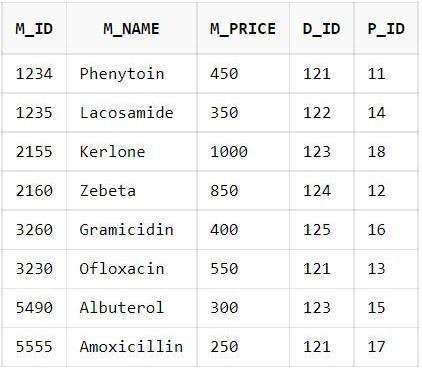 M_ID M_NAME M_PRICE D_ID P_ID
1234 Phenytoin 450 121 11
1235 Lacosamide 350 122 14
2155 Kerlone 1000 123 18
2160 Zebeta 850 124 12
3260 Gramicidin 400 125 16
3230 Ofloxacin 550 121 13
5490 Albuterol 300 123 15
5555 Amoxicillin 250 121 17